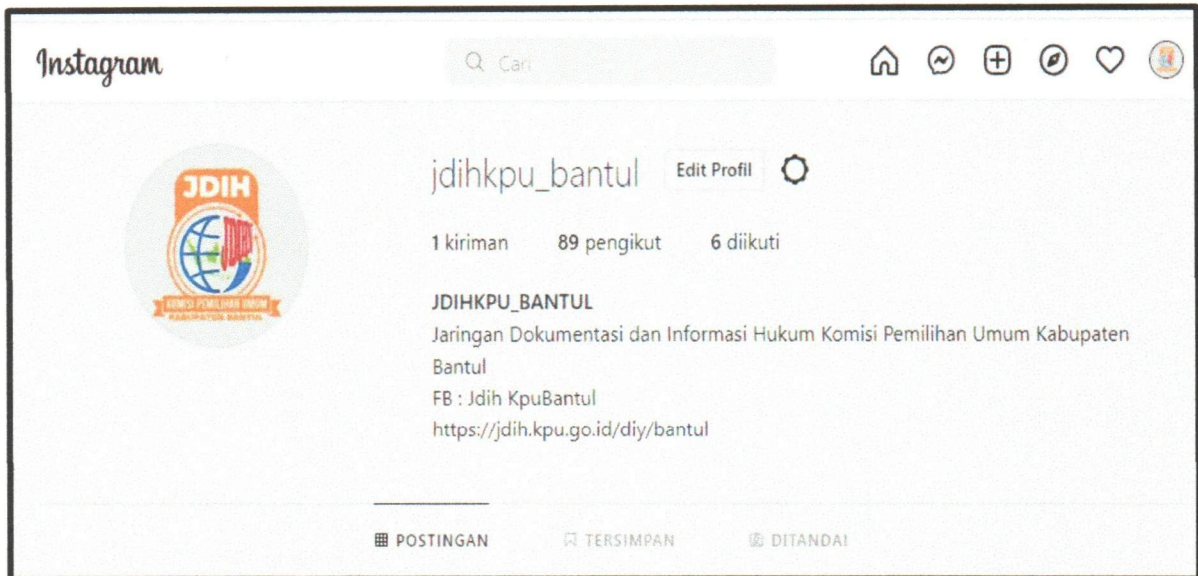 Instagram
Cari
jdihkpu_bantul Edit Profil
JDIH
1 kiriman 89 pengikut 6 diikuti
KOMISI PEMILIHAN UMUM
KABUPATEN BANTUL
JDIHKPU_BANTUL
Jaringan Dokumentasi dan Informasi Hukum Komisi Pemilihan Umum Kabupaten
Bantul
FB : Jdih KpuBantul
https://jdih.kpu.go.id/diy/bantul
POSTINGAN TERSIMPAN DITANDAI